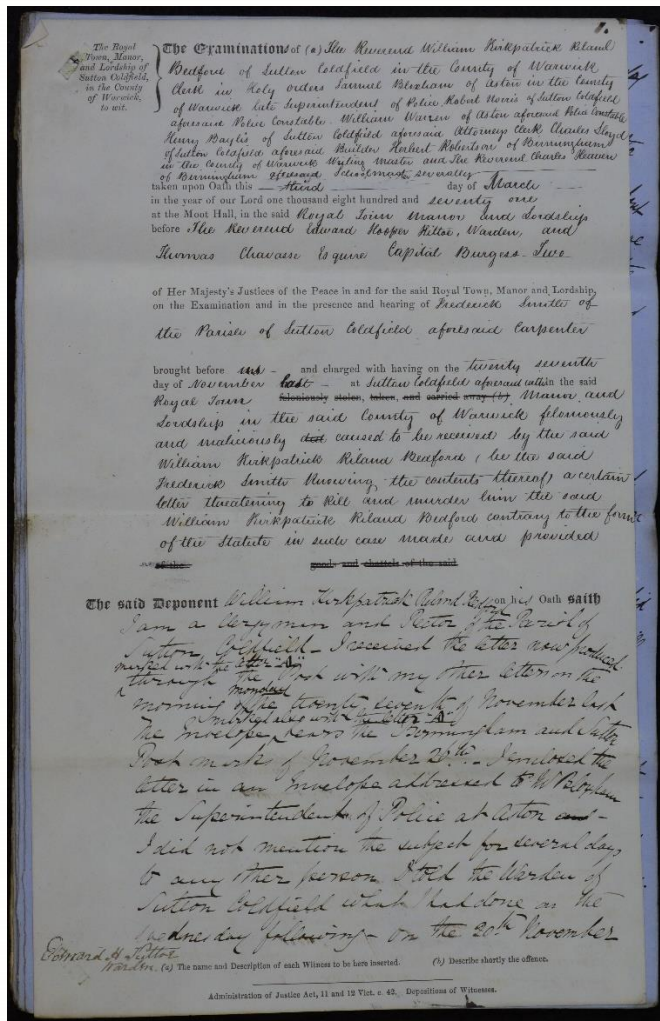 1.
The Royal
Town, Manor,
and Lordship of
Sutton Coldfield,
in the County
of Warwick,
to wit.
The Examination of (a) The Reverend William Kirkpatrick Riland
Bedford of Sutton Coldfield in the County of Warwick
Clerk in Holy orders Samuel Bloxham of Aston in the County
of Warwick late Superintendent of Police Robert Norris of Sutton Coldfield
aforesaid Police Constable. William Warren of Aston aforesaid Police Constable
Henry Baylis of Sutton Coldfield aforesaid Attorneys Clerk Charles Lloyd
of Sutton Coldfield aforesaid Builder Herbert Robertson of Birmingham
in the County of Warwick Writing Master and The Reverend Charles Heaven
of Birmingham aforesaid Schoolmaster severally
taken upon Oath this third day of March
in the year of our Lord one thousand eight hundred and seventy one
at the Moot Hall, in the said Royal Town Manor and Lordship
before The Reverend Edward Hooper Kittoe, Warden, and
Thomas Chavasse Esquire Capital Burgess - Two
of Her Majesty's Justices of the Peace in and for the said Royal Town, Manor and Lordship,
on the Examination and in the presence and hearing of Frederick Smith of
the Parish of Sutton Coldfield aforesaid Carpenter
brought before us - and charged with having on the twenty seventh
day of November last - at Sutton Coldfield aforesaid within the said
Royal Town feloniously stolen, taken, and carried away (b) Manor and
Lordship in the said County of Warwick feloniously
and maliciously did caused to be received by the said
William Kirkpatrick Riland Bedford, (he the said
Frederick Smith knowing the contents thereof) a certain
letter threatening to kill and murder him the said
William Kirkpatrick Riland Bedford contrary to the form
of the Statute in such case made and provided
of the goods and chattels of the said
The said Deponent William Kirkpatrick Riland Bedford on his Oath saith
I am a Clergyman and Rector of the Parish of
Sutton Coldfield - I received the letter now produced
marked with the letter "A"
through the Post with my other letters on the
monday
morning of the twenty seventh of November last
marked also with the letter A
The Envelope bears the Birmingham and Sutton
Post marks of November - I enclosed the
letter in an Envelope addressed to Mr Bloxham
the Superintendent of Police at Aston and -
I did not mention the subject for several days
to any other person I told the Warden of
Sutton Coldfield what I had done on the
Wednesday following - On the November
Edward H Kittoe
Warden.
(a) The name and Description of each Witness to be here inserted. (b) Describe shortly the offence.
Administration of Justice Act, 11 and 12 Vict. c. 42. Depositions of Witnesses.